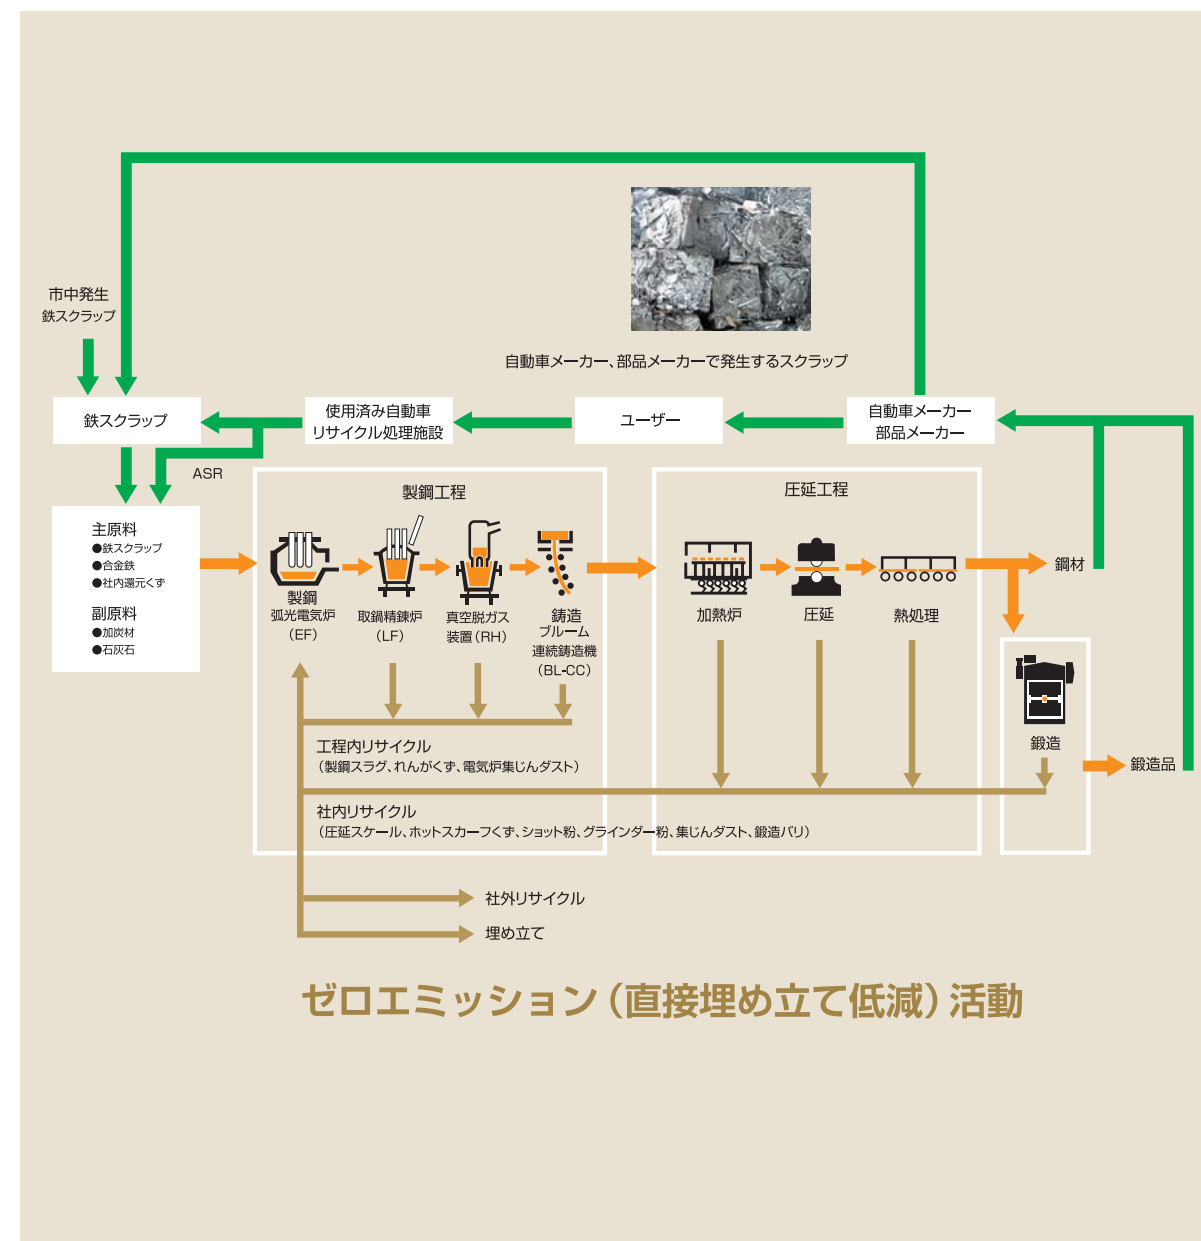 市中発生
鉄スクラップ
自動車メーカー、部品メーカーで発生するスクラップ
鉄スクラップ
使用済み自動車
リサイクル処理施設
ユーザー
自動車メーカー
部品メーカー
ASR
主原料
●鉄スクラップ
●合金鉄
●社内還元くず
副原料
●加炭材
●石灰石
製鋼工程
製鋼
弧光電気炉
（EF）
取鍋精錬炉
（LF）
真空脱ガス
装置（RH）
鋳造
ブルーム
連続鋳造機
（BL-CC）
圧延工程
加熱炉
圧延
熱処理
鋼材
鍛造
鍛造品
工程内リサイクル
（製鋼スラグ、れんがくず、電気炉集じんダスト）
社内リサイクル
（圧延スケール、ホットスカーフくず、ショット粉、グラインダー粉、集じんダスト、鍛造バリ）
社外リサイクル
埋め立て
ゼロエミッション（直接埋め立て低減）活動